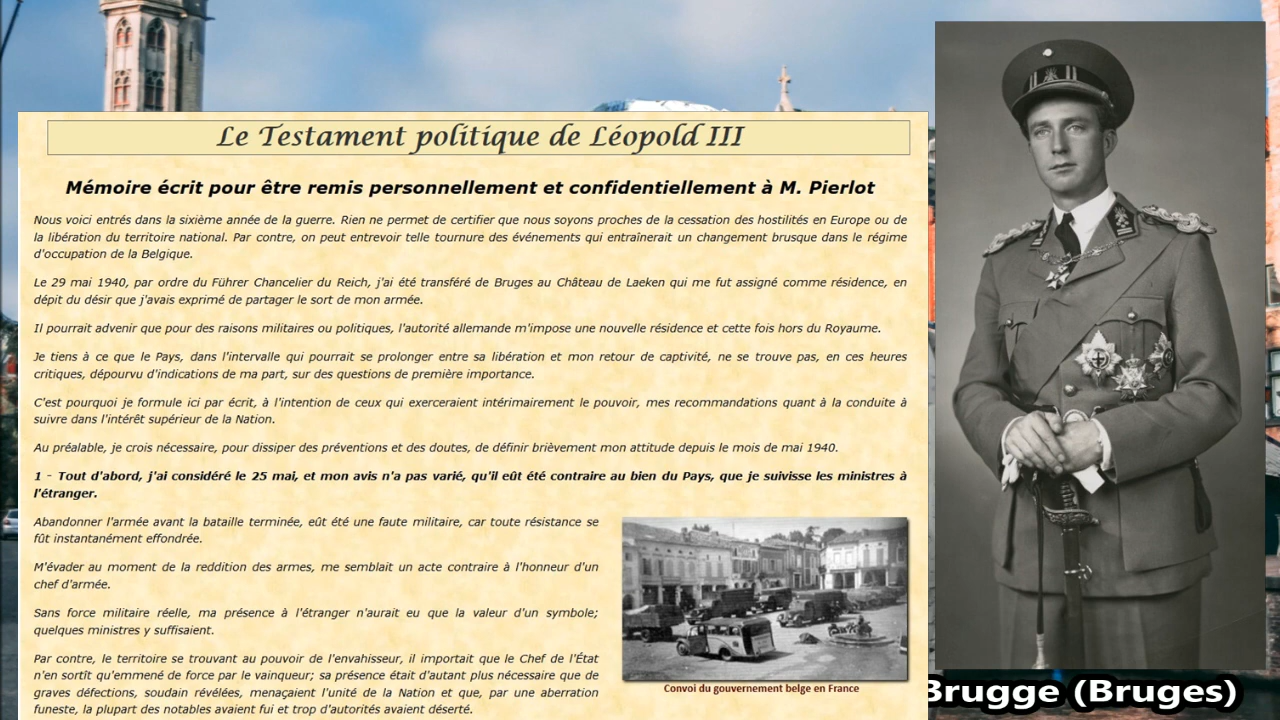 Le Testament politique de Léopold III
Mémoire écrit pour être remis personnellement et confidentiellement à M. Pierlot
Nous voici entrés dans la sixième année de la guerre. Rien ne permet de certifier que nous soyons proches de la cessation des hostilités en Europe ou de
la libération du territoire national. Par contre, on peut entrevoir telle tournure des événements qui entraînerait un changement brusque dans le régime
d'occupation de la Belgique.
Le 29 mai 1940, par ordre du Führer Chancelier du Reich, j'ai été transféré de Bruges au Château de Laeken qui me fut assigné comme résidence, en
dépit du désir que j'avais exprimé de partager le sort de mon armée.
Il pourrait advenir que pour des raisons militaires ou politiques, l'autorité allemande m'impose une nouvelle résidence et cette fois hors du Royaume.
Je tiens à ce que le Pays, dans l'intervalle qui pourrait se prolonger entre sa libération et mon retour de captivité, ne se trouve pas, en ces heures
critiques, dépourvu d'indications de ma part, sur des questions de première importance.
C'est pourquoi je formule ici par écrit, à l'intention de ceux qui exerceraient intérimairement le pouvoir, mes recommandations quant à la conduite à
suivre dans l'intérêt supérieur de la Nation.
Au préalable, je crois nécessaire, pour dissiper des préventions et des doutes, de définir brièvement mon attitude depuis le mois de mai 1940.
1 - Tout d'abord, j'ai considéré le 25 mai, et mon avis n'a pas varié, qu'il eût été contraire au bien du Pays, que je suivisse les ministres à
l'étranger.
Abandonner l'armée avant la bataille terminée, eût été une faute militaire, car toute résistance se
fût instantanément effondrée.
M'évader au moment de la reddition des armes, me semblait un acte contraire à l'honneur d'un
chef d'armée.
Sans force militaire réelle, ma présence à l'étranger n'aurait eu que la valeur d'un symbole;
quelques ministres y suffisaient.
Par contre, le territoire se trouvant au pouvoir de l'envahisseur, il importait que le Chef de l'État
n'en sortît qu'emmené de force par le vainqueur; sa présence était d'autant plus nécessaire que de
graves défections, soudain révélées, menaçaient l'unité de la Nation et que, par une aberration
funeste, la plupart des notables avaient fui et trop d'autorités avaient déserté.
Convoi du gouvernement belge en France
Brugge (Bruges)